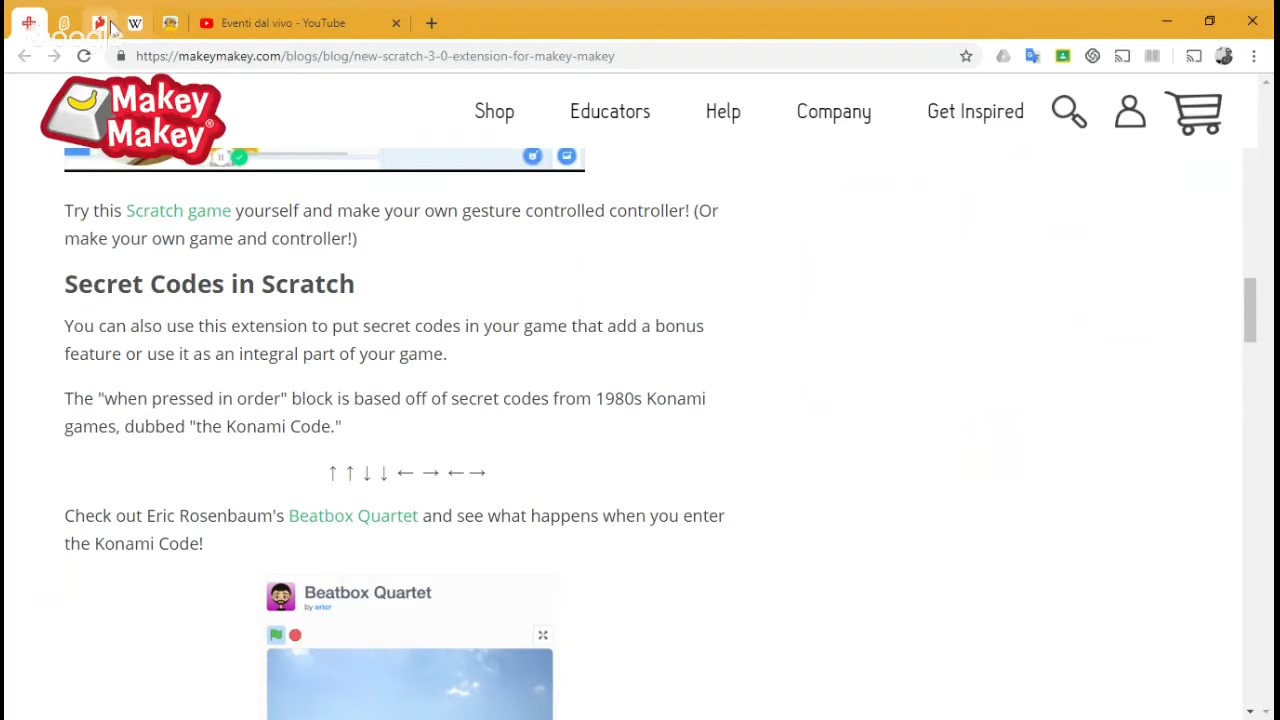 Eventi dal vivo - YouTube
https://makeymakey.com/blogs/blog/new-scratch-3-0-extension-for-makey-makey
Makey
Makey®
Shop
Educators
Help
Company
Get Inspired
Try this Scratch game yourself and make your own gesture controlled controller! (Or
make your own game and controller!)
Secret Codes in Scratch
You can also use this extension to put secret codes in your game that add a bonus
feature or use it as an integral part of your game.
The "when pressed in order" block is based off of secret codes from 1980s Konami
games, dubbed "the Konami Code."
↑ ↑ ↓ ↓ ← → ← →
Check out Eric Rosenbaum's Beatbox Quartet and see what happens when you enter
the Konami Code!
Beatbox Quartet
by ericr